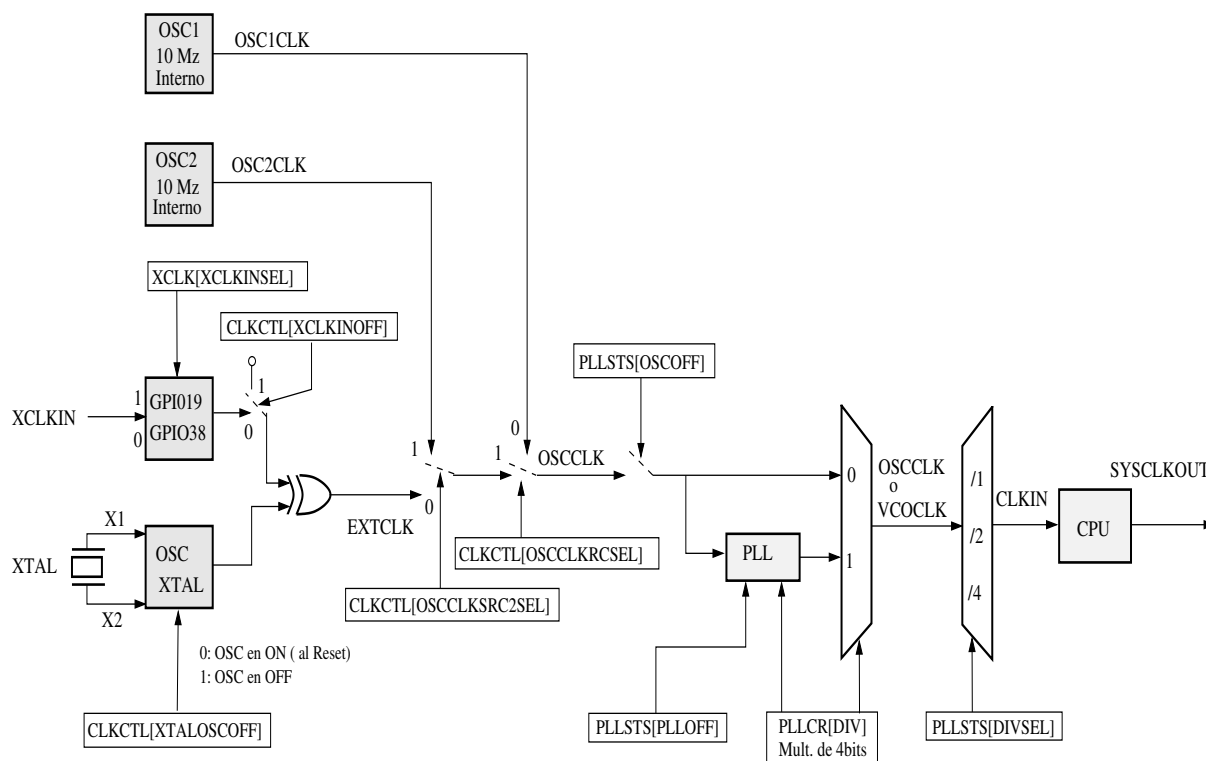 OSC1
10 Mz
Interno
OSC1CLK
OSC2
10 Mz
Interno
OSC2CLK
XCLK[XCLKINSEL]
CLKCTL[XCLKINOFF]
PLLSTS[OSCOFF]
XCLKIN
1
0
GPI019
GPIO38
1
0
1
0
EXTCLK
0
1
OSCCLK
CLKCTL[OSCCLKRCSEL]
CLKCTL[OSCCLKSRC2SEL]
XTAL
X1
X2
OSC
XTAL
0: OSC en ON ( al Reset)
1: OSC en OFF
CLKCTL[XTALOSCOFF]
PLL
0
1
OSCCLK
o
VCOCLK
/1
/2
/4
CLKIN
CPU
SYSCLKOUT
PLLSTS[PLLOFF]
PLLCR[DIV]
Mult. de 4bits
PLLSTS[DIVSEL]